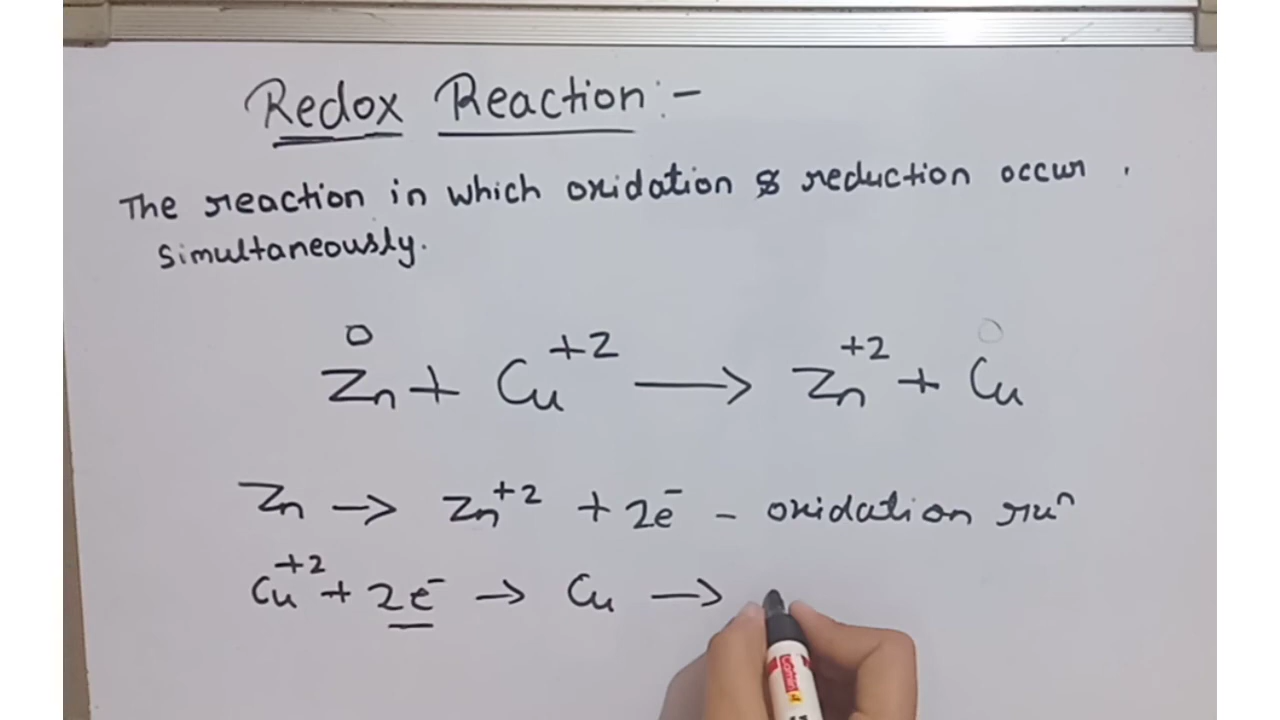 Redox Reaction :-
The reaction in which oxidation & reduction occur .
simultaneously.
0
Zn + Cu+2 → Zn+2 + Cu 0
Zn → Zn+2 + 2e- - oxidation rxn
Cu+2 + 2e- → Cu →